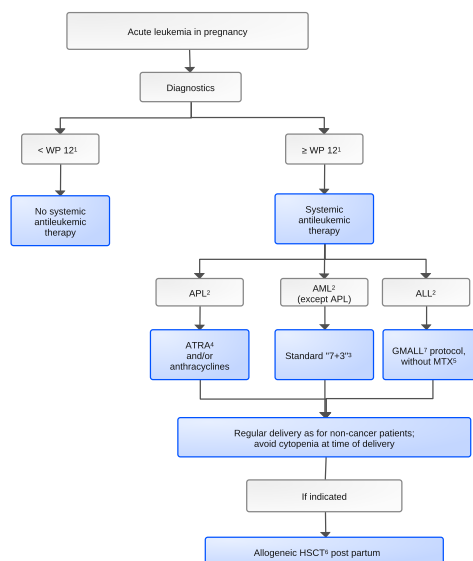 Acute leukemia in pregnancy
Diagnostics
< WP 12¹
≥ WP 12¹
No systemic
antileukemic
therapy
Systemic
antileukemic
therapy
APL²
AML²
(except APL)
ALL²
ATRA⁴
and/or
anthracyclines
Standard "7+3"³
GMALL⁷ protocol,
without MTX⁵
Regular delivery as for non-cancer patients;
avoid cytopenia at time of delivery
If indicated
Allogeneic HSCT⁶ post partum